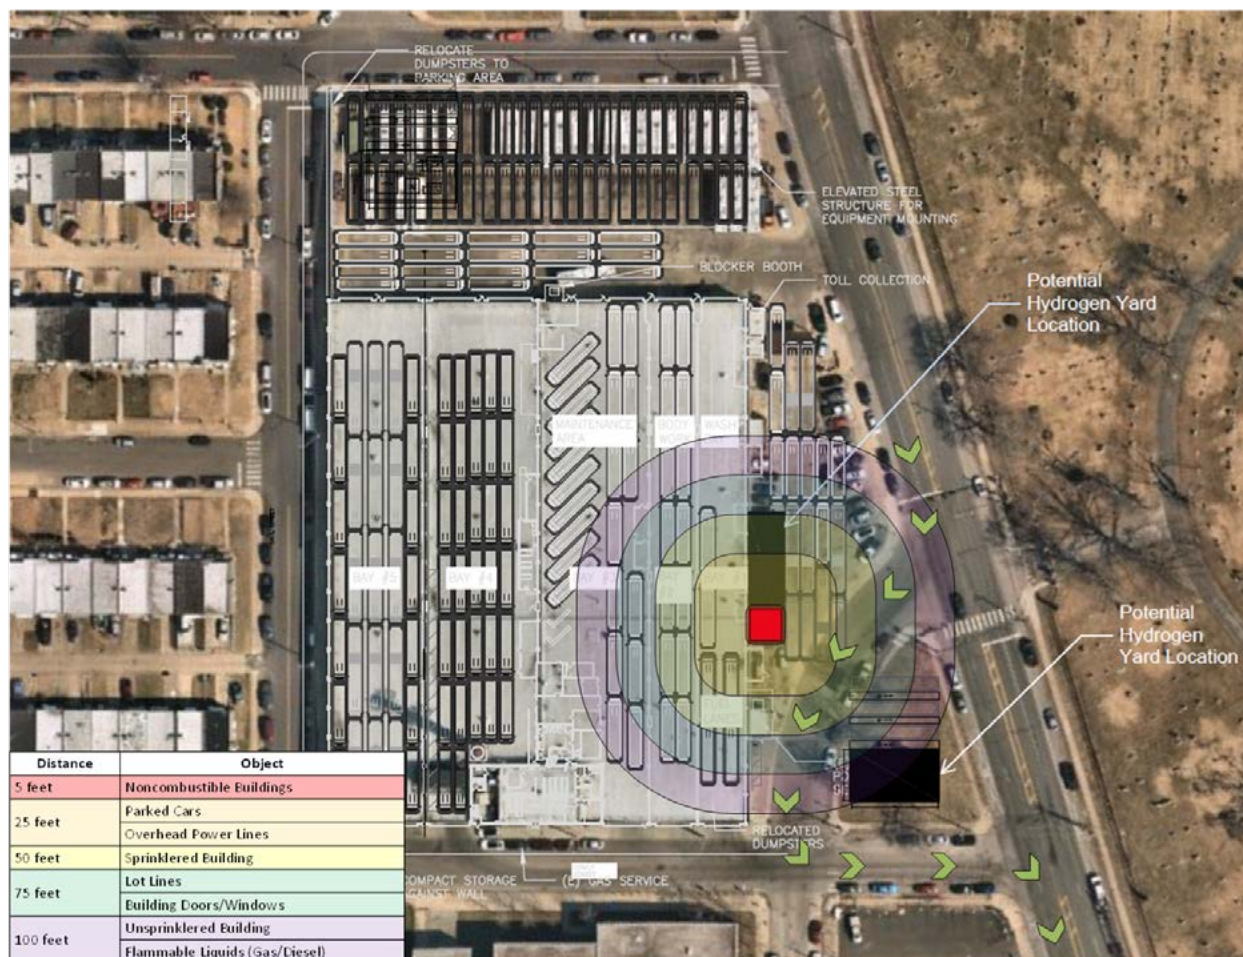 RELOCATE
DUMPSTERS TO
PARKING AREA
ELEVATED STEEL
STRUCTURE FOR
EQUIPMENT MOUNTING
BLOCKER BOOTH
TOLL COLLECTION
Potential
Hydrogen Yard
Location
MAINTENANCE
AREA
BODY
WORK
WASH
BAY #5
BAY #4
BAY #3
BAY
Potential
Hydrogen
Yard Location
RELOCATED
DUMPSTERS
COMPACT STORAGE
AGAINST WALL
(E) GAS SERVICE
Distance Object
5 feet Noncombustible Buildings
25 feet Parked Cars
Overhead Power Lines
50 feet Sprinklered Building
75 feet Lot Lines
Building Doors/Windows
100 feet Unsprinklered Building
Flammable Liquids (Gas/Diesel)